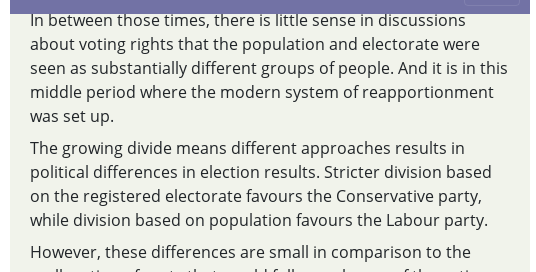 In between those times, there is little sense in discussions
about voting rights that the population and electorate were
seen as substantially different groups of people. And it is in this
middle period where the modern system of reapportionment
was set up.
The growing divide means different approaches results in
political differences in election results. Stricter division based
on the registered electorate favours the Conservative party,
while division based on population favours the Labour party.
However, these differences are small in comparison to the